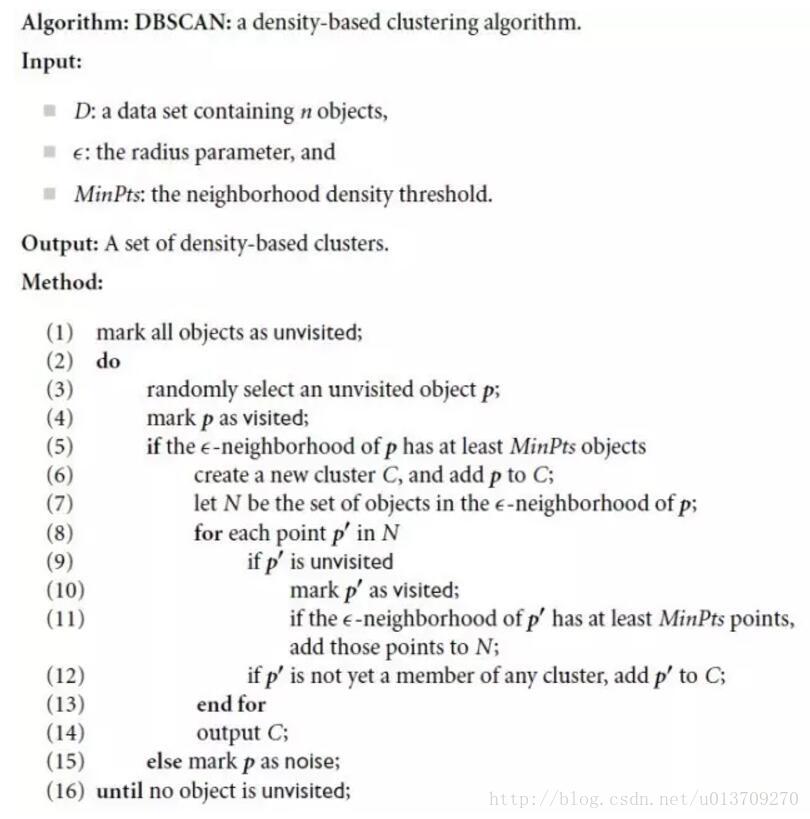 Algorithm: DBSCAN: a density-based clustering algorithm.
Input:
D: a data set containing n objects,
ϵ: the radius parameter, and
MinPts: the neighborhood density threshold.
Output: A set of density-based clusters.
Method:
(1) mark all objects as unvisited;
(2) do
(3) randomly select an unvisited object p;
(4) mark p as visited;
(5) if the ϵ-neighborhood of p has at least MinPts objects
(6) create a new cluster C, and add p to C;
(7) let N be the set of objects in the ϵ-neighborhood of p;
(8) for each point p′ in N
(9) if p′ is unvisited
(10) mark p′ as visited;
(11) if the ϵ-neighborhood of p′ has at least MinPts points,
add those points to N;
(12) if p′ is not yet a member of any cluster, add p′ to C;
(13) end for
(14) output C;
(15) else mark p as noise;
(16) until no object is unvisited;
http://blog.csdn.net/u013709270